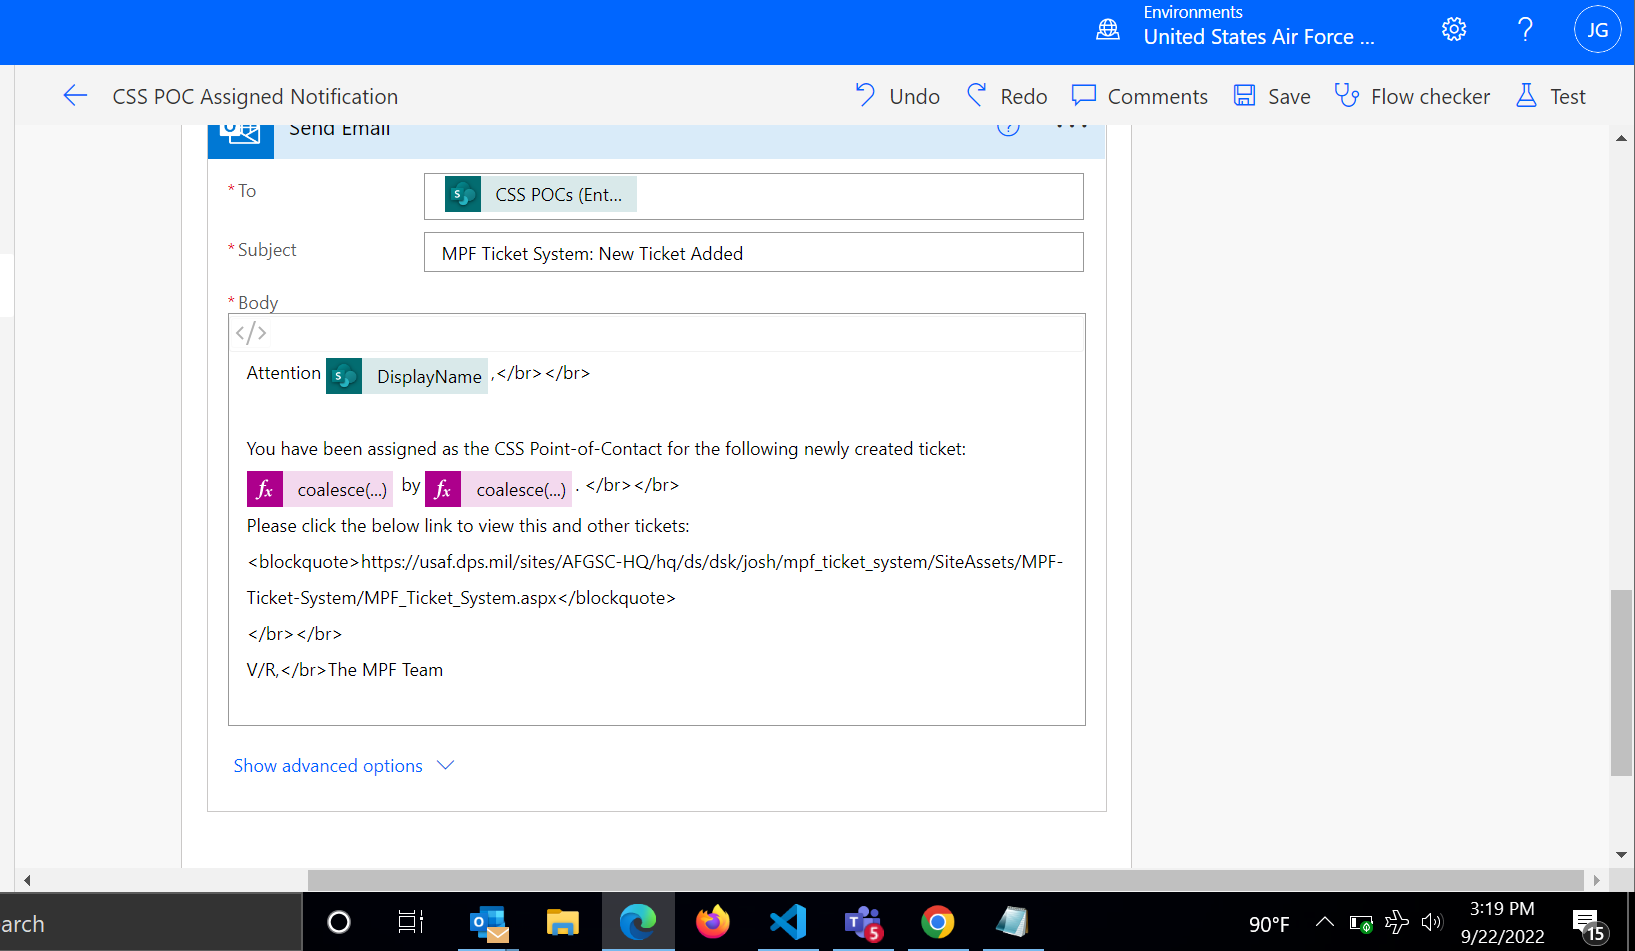 Environments
United States Air Force ...
JG
CSS POC Assigned Notification
Undo
Redo
Comments
Save
Flow checker
Test
Send Email
* To
S
CSS POCs (Ent...
* Subject
MPF Ticket System: New Ticket Added
* Body
</>
Attention S DisplayName ,</br></br>
You have been assigned as the CSS Point-of-Contact for the following newly created ticket:
fx coalesce(...) by fx coalesce(...) . </br></br>
Please click the below link to view this and other tickets:
<blockquote>https://usaf.dps.mil/sites/AFGSC-HQ/hq/ds/dsk/josh/mpf_ticket_system/SiteAssets/MPF-
Ticket-System/MPF_Ticket_System.aspx</blockquote>
</br></br>
V/R,</br>The MPF Team
Show advanced options
arch
90°F
3:19 PM
9/22/2022
15
5